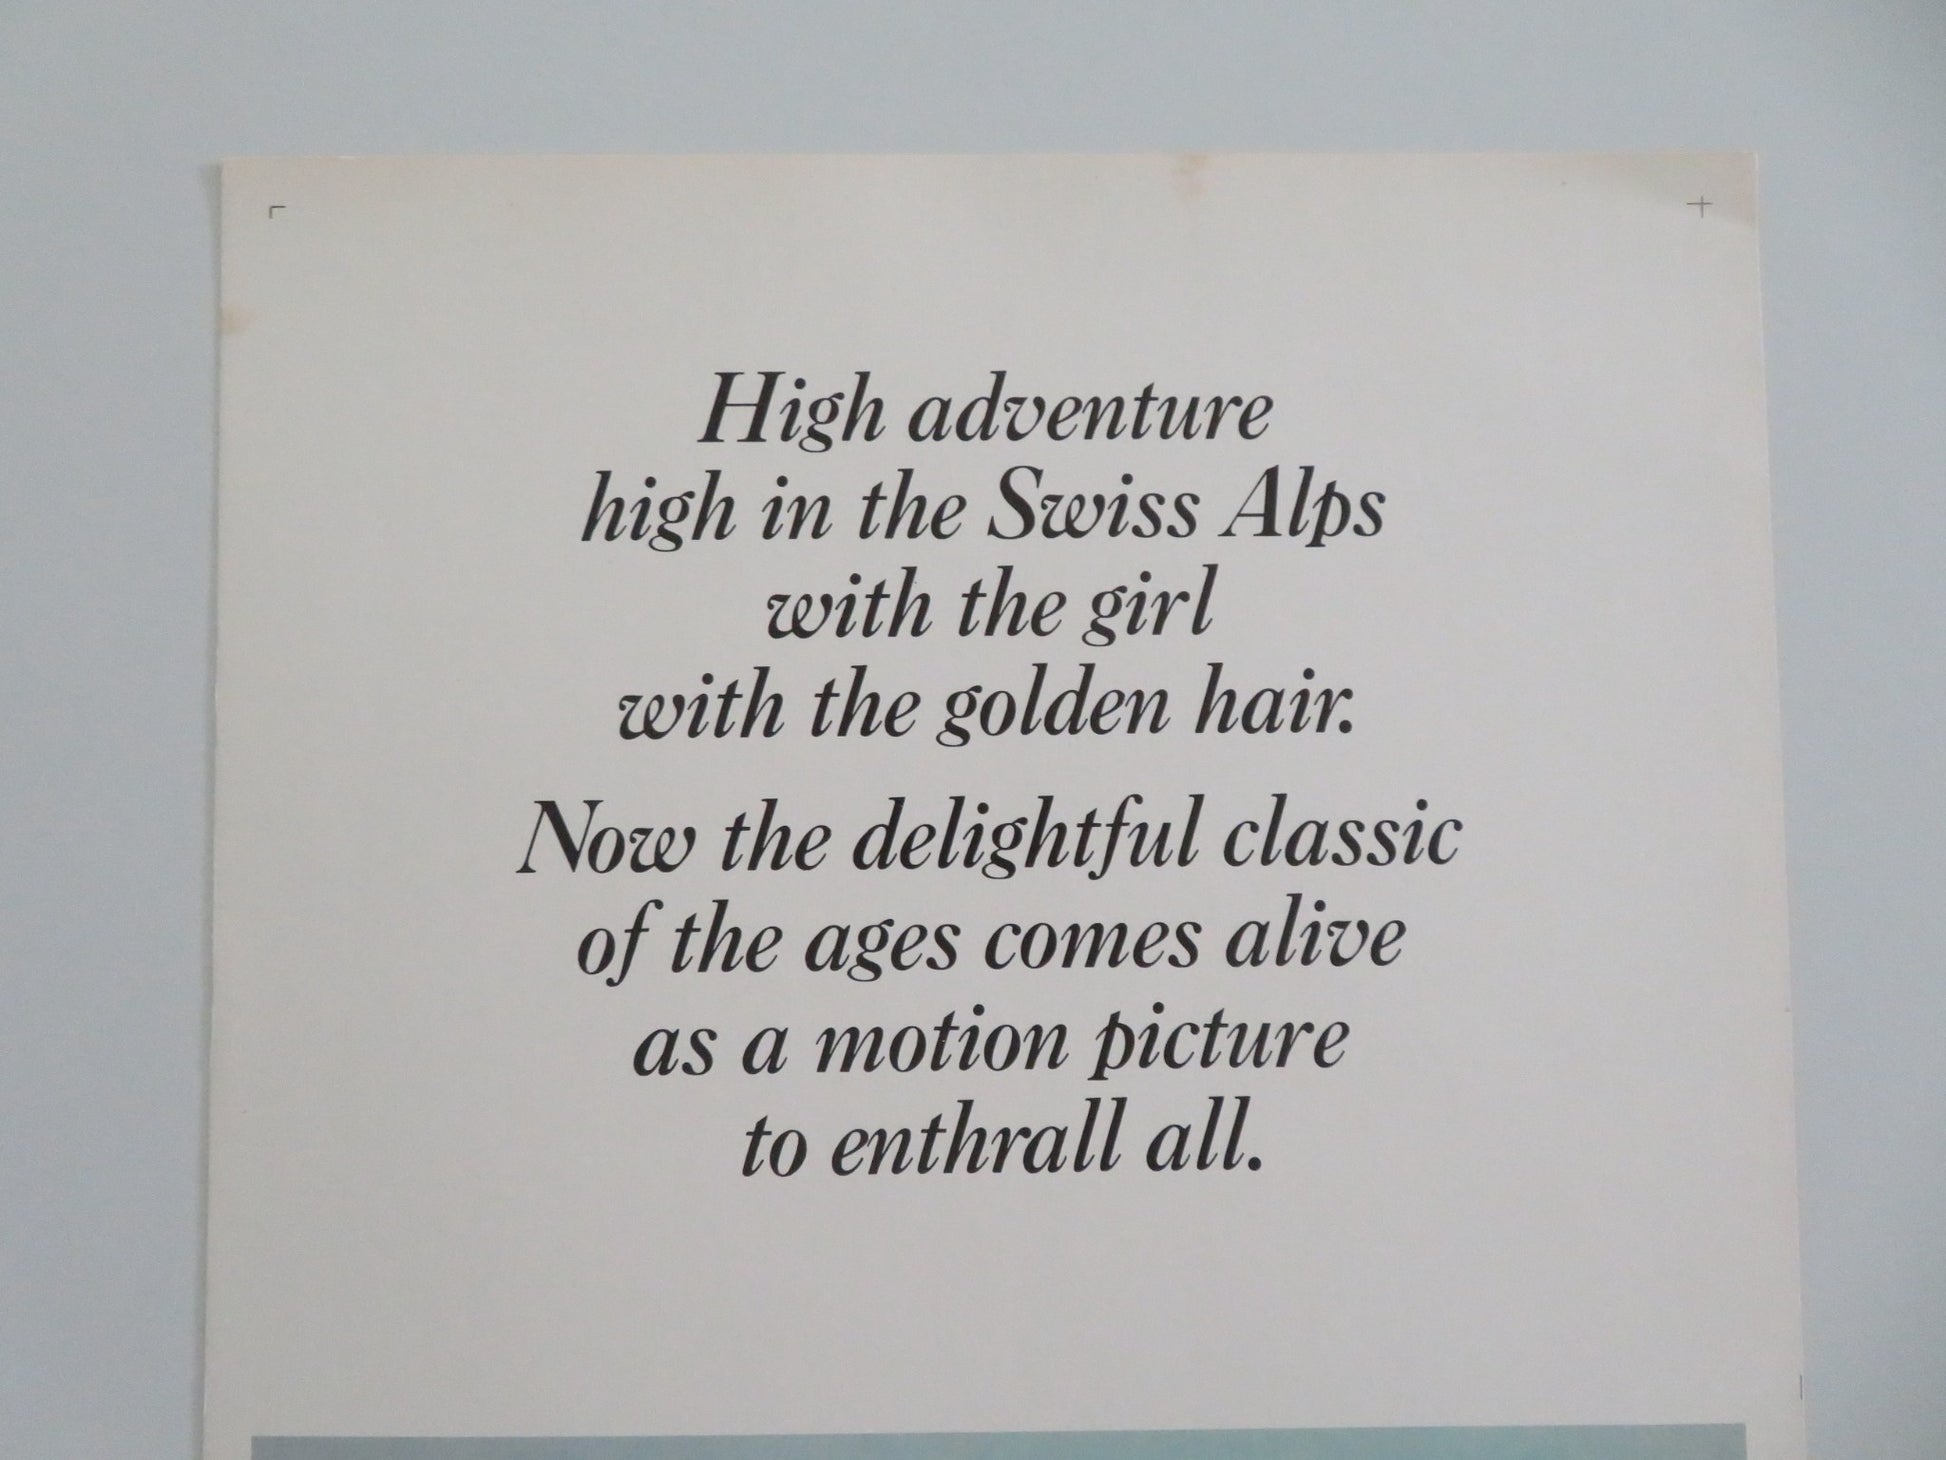 High adventure
high in the Swiss Alps
with the girl
with the golden hair.
Now the delightful classic
of the ages comes alive
as a motion picture
to enthrall all.